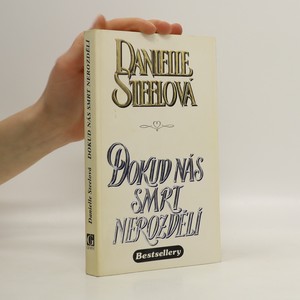 DANIELLE
STEELOVÁ
DOKUD NÁS
SMRT
NEROZDĚLÍ
Bestsellery
Danielle Steelová DOKUD NÁS SMRT NEROZDĚLÍ